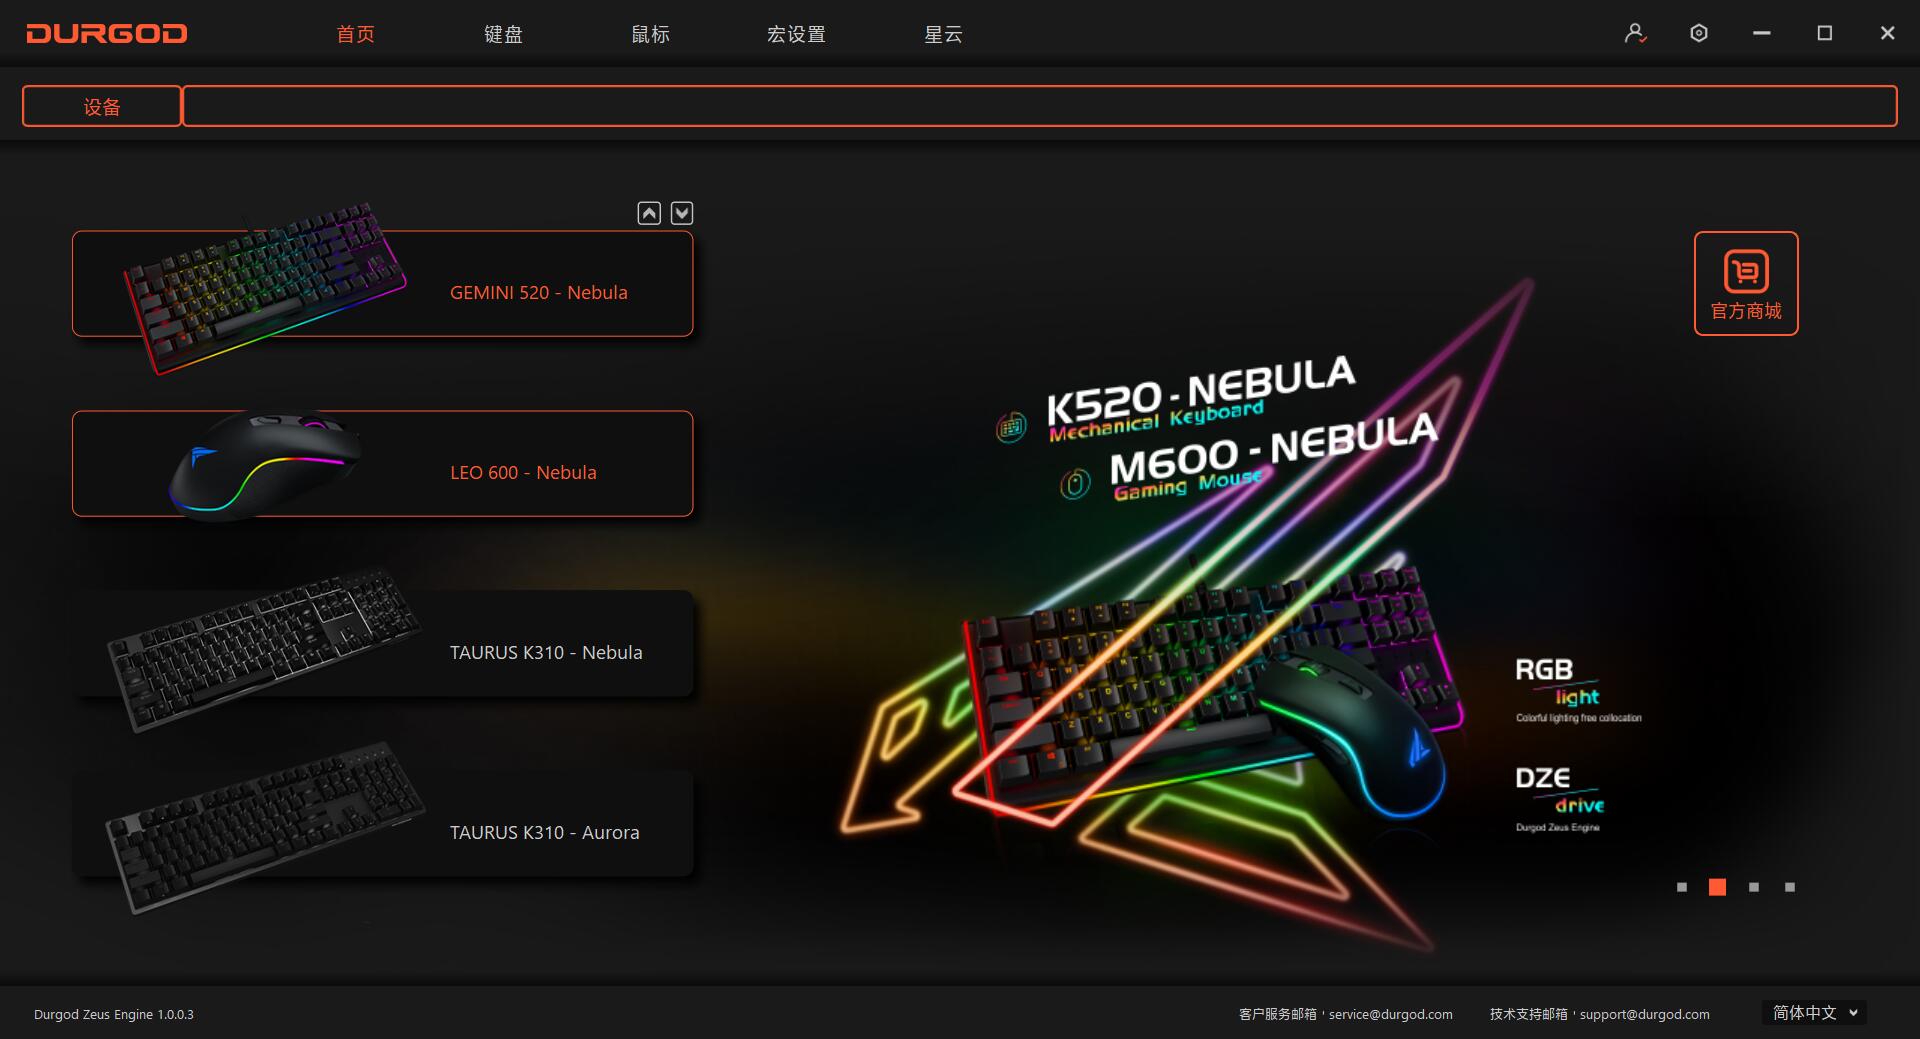 DURGOD
首页
键盘
鼠标
宏设置
星云
设备
GEMINI 520 - Nebula
LEO 600 - Nebula
TAURUS K310 - Nebula
TAURUS K310 - Aurora
官方商城
K520 - NEBULA
Mechanical Keyboard
M600 - NEBULA
Gaming Mouse
RGB
light
Colorful lighting free collocation
DZE
drive
Durgod Zeus Engine
Durgod Zeus Engine 1.0.0.3
客户服务邮箱：service@durgod.com
技术支持邮箱：support@durgod.com
简体中文